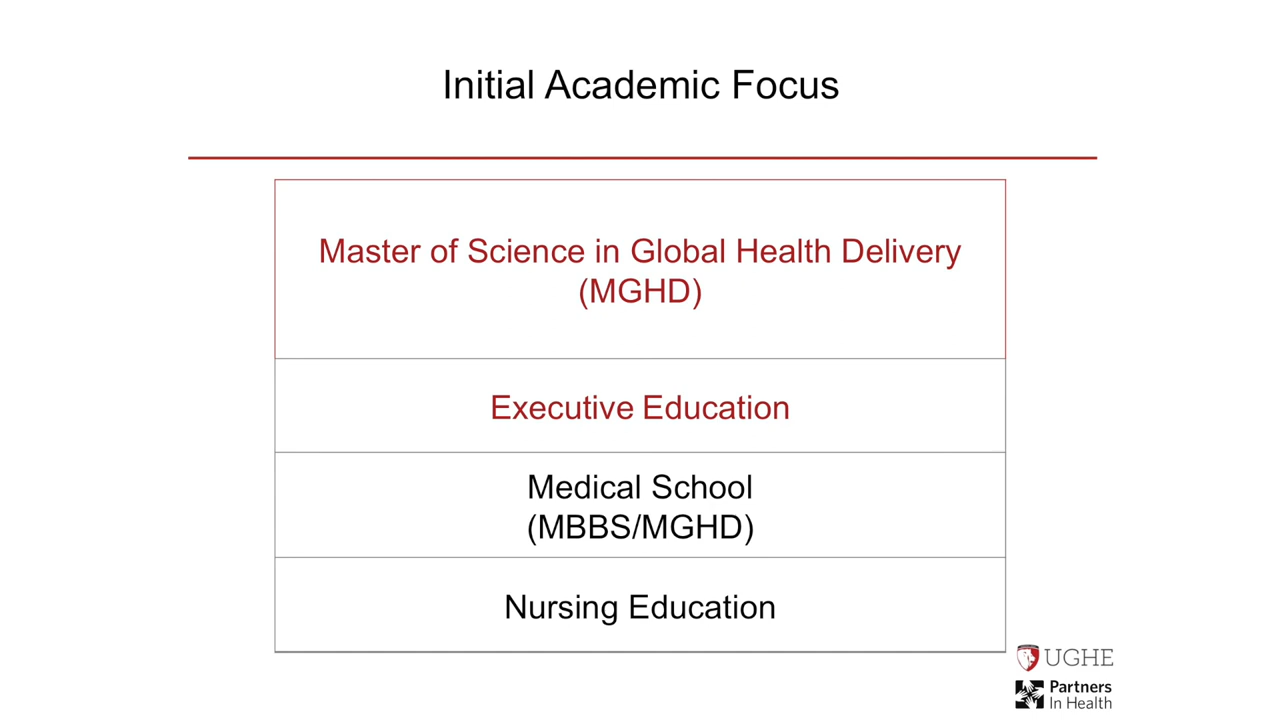 Initial Academic Focus
Master of Science in Global Health Delivery
(MGHD)
Executive Education
Medical School
(MBBS/MGHD)
Nursing Education
UGHE
Partners
In Health